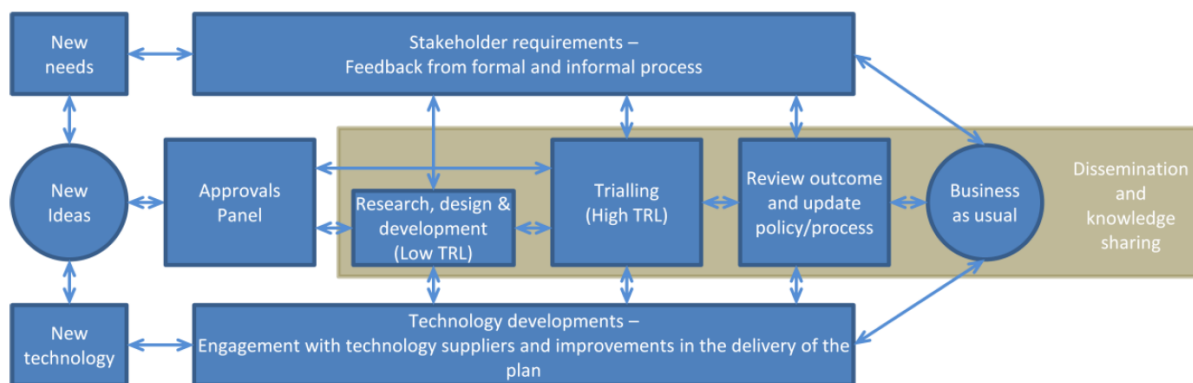 New
needs
Stakeholder requirements –
Feedback from formal and informal process
New
Ideas
Approvals
Panel
Research, design &
development
(Low TRL)
Trialling
(High TRL)
Review outcome
and update
policy/process
Business
as usual
Dissemination
and
knowledge
sharing
New
technology
Technology developments –
Engagement with technology suppliers and improvements in the delivery of the
plan